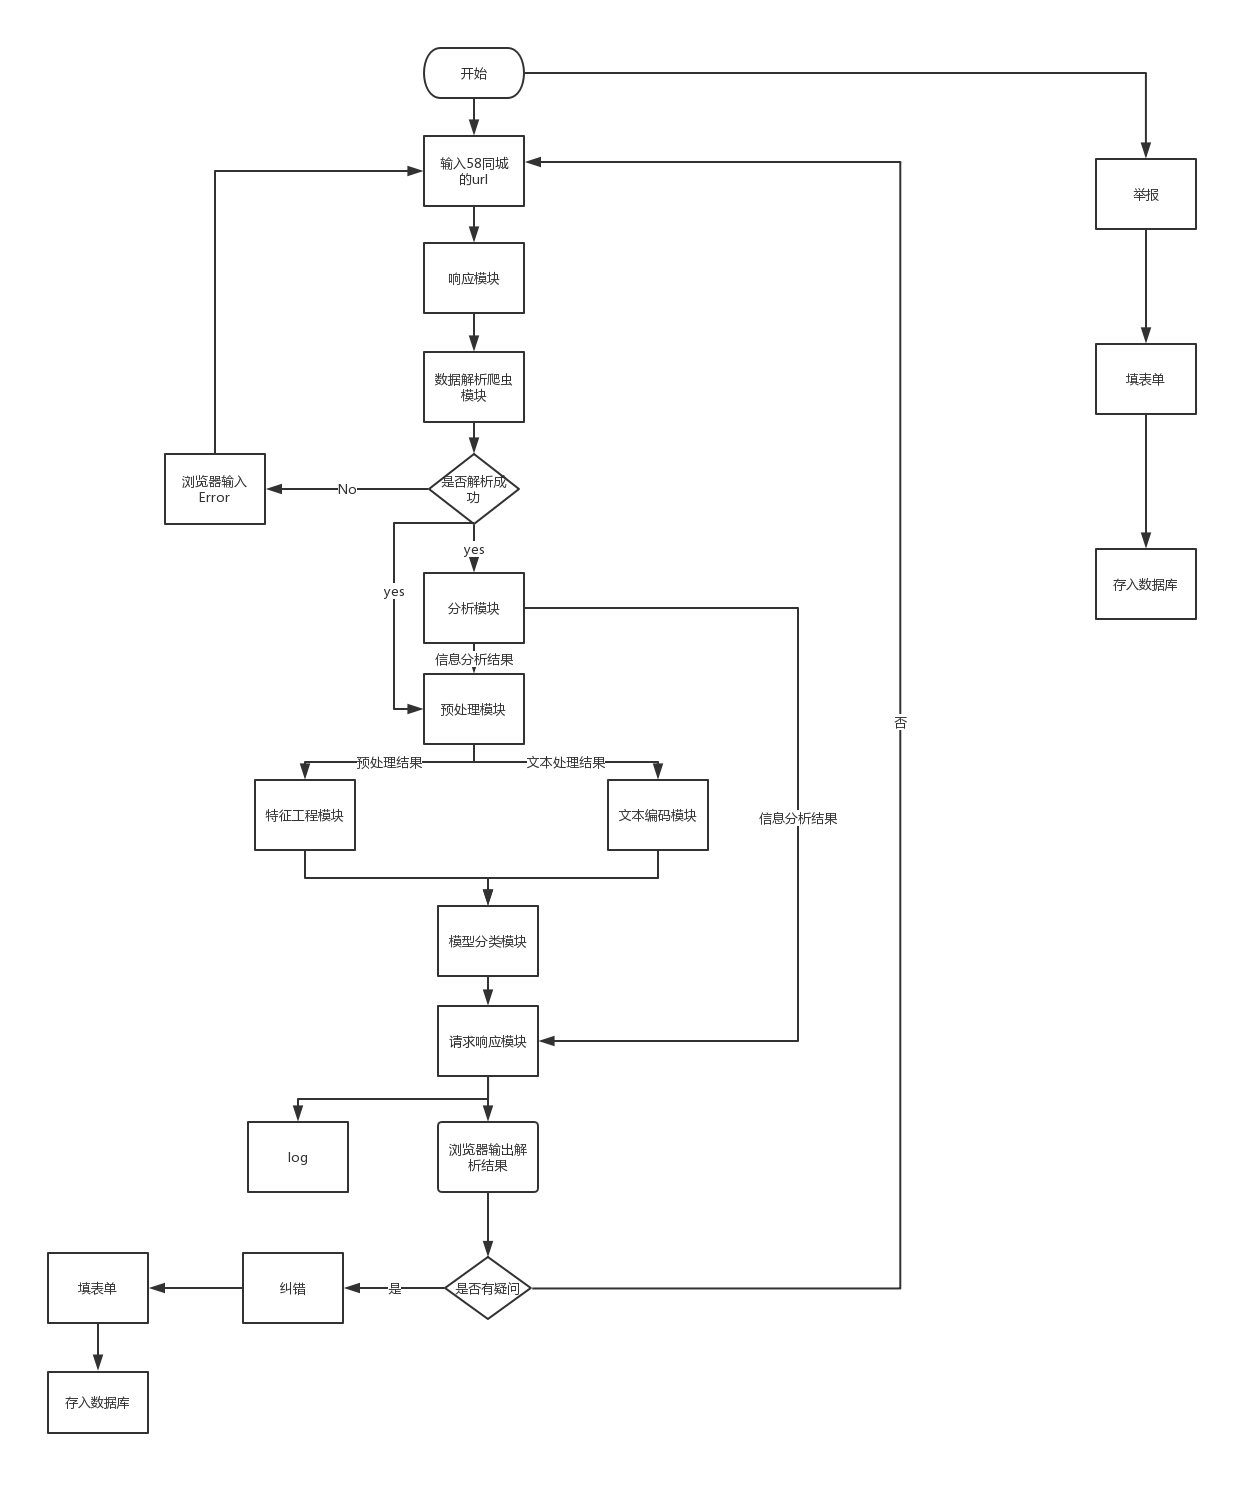 开始
输入58同城
的url
举报
响应模块
数据解析爬虫
模块
填表单
是否解析成
功
No
浏览器输入
Error
yes
yes
分析模块
存入数据库
信息分析结果
预处理模块
否
预处理结果
文本处理结果
特征工程模块
文本编码模块
信息分析结果
模型分类模块
请求响应模块
log
浏览器输出解
析结果
填表单
纠错
是
是否有疑问
存入数据库